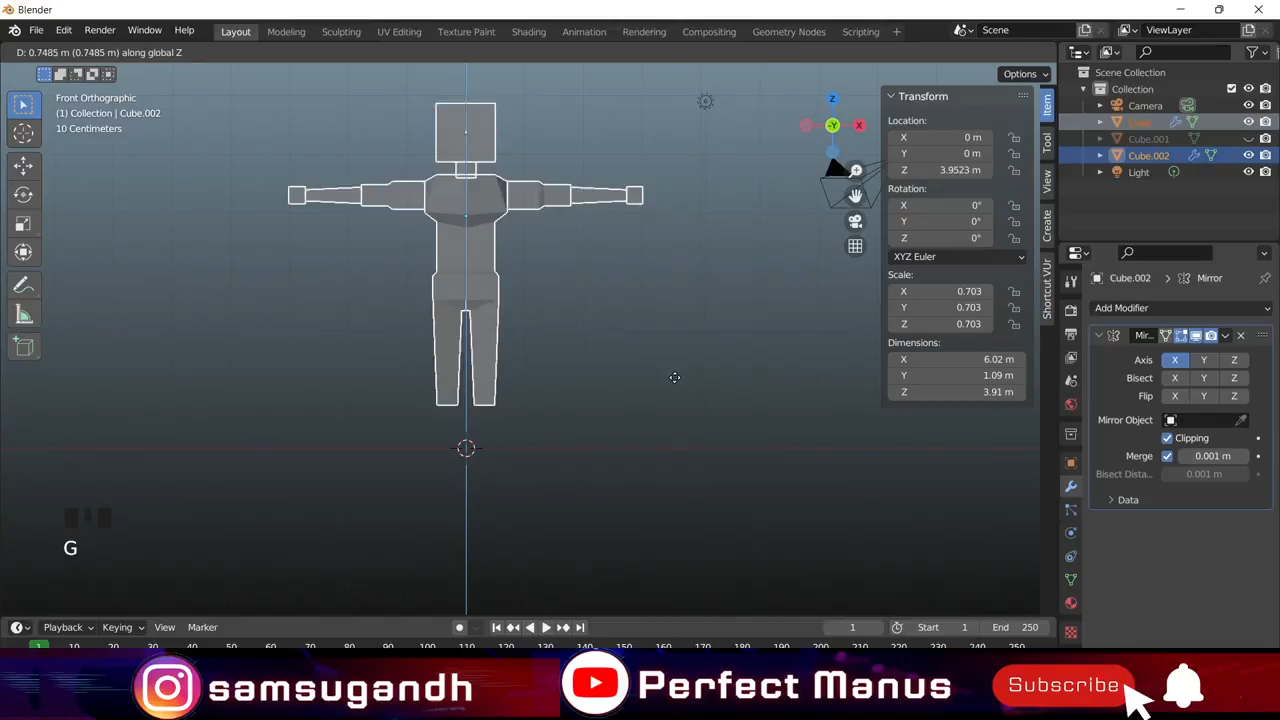 Blender
File Edit Render Window Help Layout Modeling Sculpting UV Editing Texture Paint Shading Animation Rendering Compositing Geometry Nodes Scripting + Scene ViewLayer
D: 0.7485 m (0.7485 m) along global Z
Options
Front Orthographic
(1) Collection | Cube.002
10 Centimeters
Z
X
-Y
Transform
Location:
X 0 m
Y 0 m
Z 3.9523 m
Rotation:
X 0°
Y 0°
Z 0°
XYZ Euler
Scale:
X 0.703
Y 0.703
Z 0.703
Dimensions:
X 6.02 m
Y 1.09 m
Z 3.91 m
Item
Tool
View
Create
Shortcut VUr
Scene Collection
Collection
Camera
Cube
Cube.001
Cube.002
Light
Cube.002 > Mirror
Add Modifier
Mir...
Axis X Y Z
Bisect X Y Z
Flip X Y Z
Mirror Object
Clipping
Merge 0.001 m
Bisect Dista... 0.001 m
Data
G
Playback Keying View Marker 1 Start 1 End 250
1
samsugandh
Perfect Manus
Subscribe